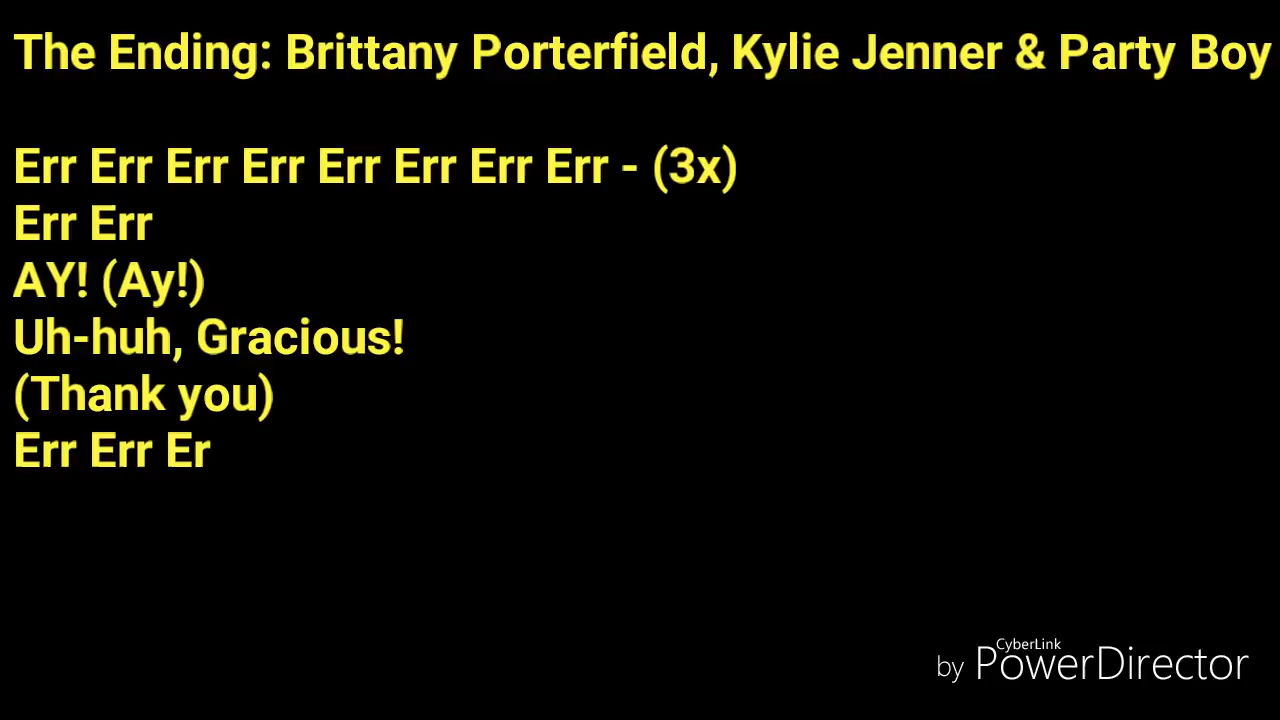 The Ending: Brittany Porterfield, Kylie Jenner & Party Boy
Err Err Err Err Err Err Err Err - (3x)
Err Err
AY! (Ay!)
Uh-huh, Gracious!
(Thank you)
Err Err Er
CyberLink
by PowerDirector